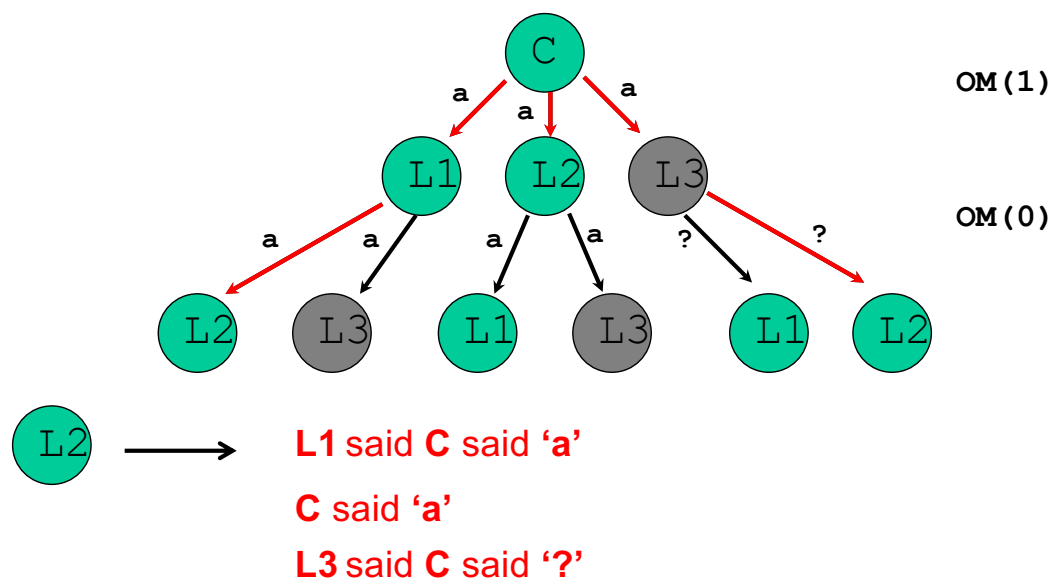 C
OM(1)
a
a
a
L1
L2
L3
OM(0)
a
a
a
a
?
?
L2
L3
L1
L3
L1
L2
L2
L1 said C said ‘a’
C said ‘a’
L3 said C said ‘?’